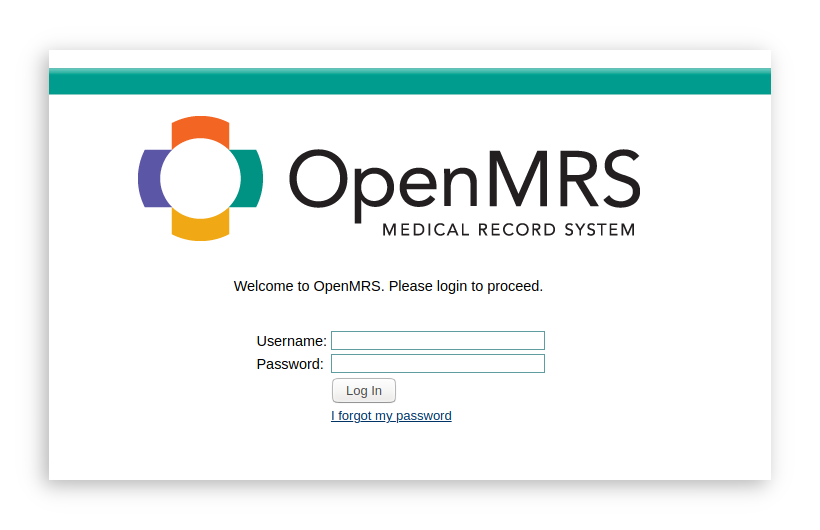 OpenMRS
MEDICAL RECORD SYSTEM
Welcome to OpenMRS. Please login to proceed.
Username:
Password:
Log In
I forgot my password